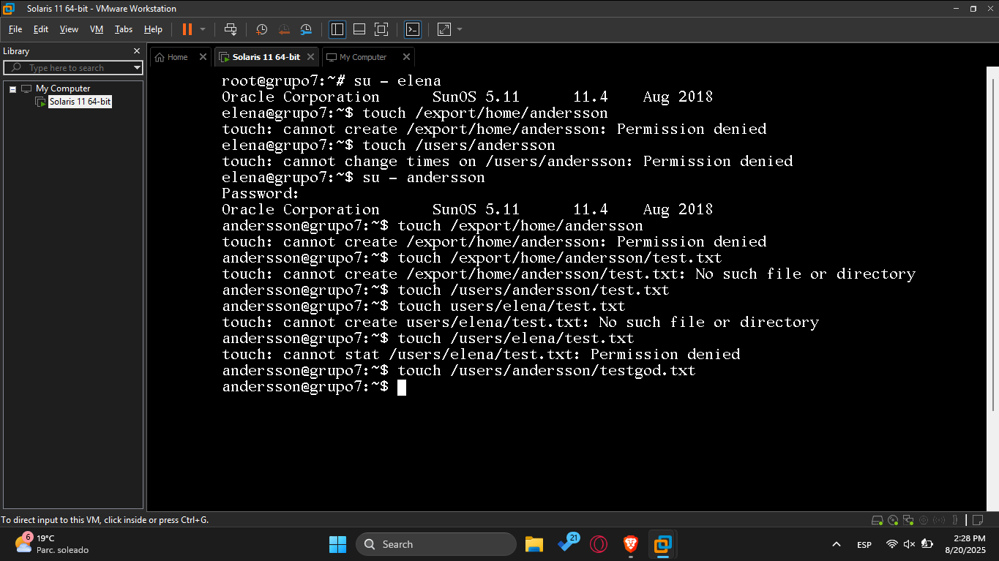 Solaris 11 64-bit - VMware Workstation
File Edit View VM Tabs Help
Library
Type here to search
My Computer
Solaris 11 64-bit
Home
Solaris 11 64-bit
My Computer
root@grupo7:~# su - elena
Oracle Corporation      SunOS 5.11      11.4    Aug 2018
elena@grupo7:~$ touch /export/home/andersson
touch: cannot create /export/home/andersson: Permission denied
elena@grupo7:~$ touch /users/andersson
touch: cannot change times on /users/andersson: Permission denied
elena@grupo7:~$ su - andersson
Password:
Oracle Corporation      SunOS 5.11      11.4    Aug 2018
andersson@grupo7:~$ touch /export/home/andersson
touch: cannot create /export/home/andersson: Permission denied
andersson@grupo7:~$ touch /export/home/andersson/test.txt
touch: cannot create /export/home/andersson/test.txt: No such file or directory
andersson@grupo7:~$ touch /users/andersson/test.txt
andersson@grupo7:~$ touch users/elena/test.txt
touch: cannot create users/elena/test.txt: No such file or directory
andersson@grupo7:~$ touch /users/elena/test.txt
touch: cannot stat /users/elena/test.txt: Permission denied
andersson@grupo7:~$ touch /users/andersson/testgod.txt
andersson@grupo7:~$
To direct input to this VM, click inside or press Ctrl+G.
6
19°C
Parc. soleado
Search
21
ESP
2:28 PM
8/20/2025